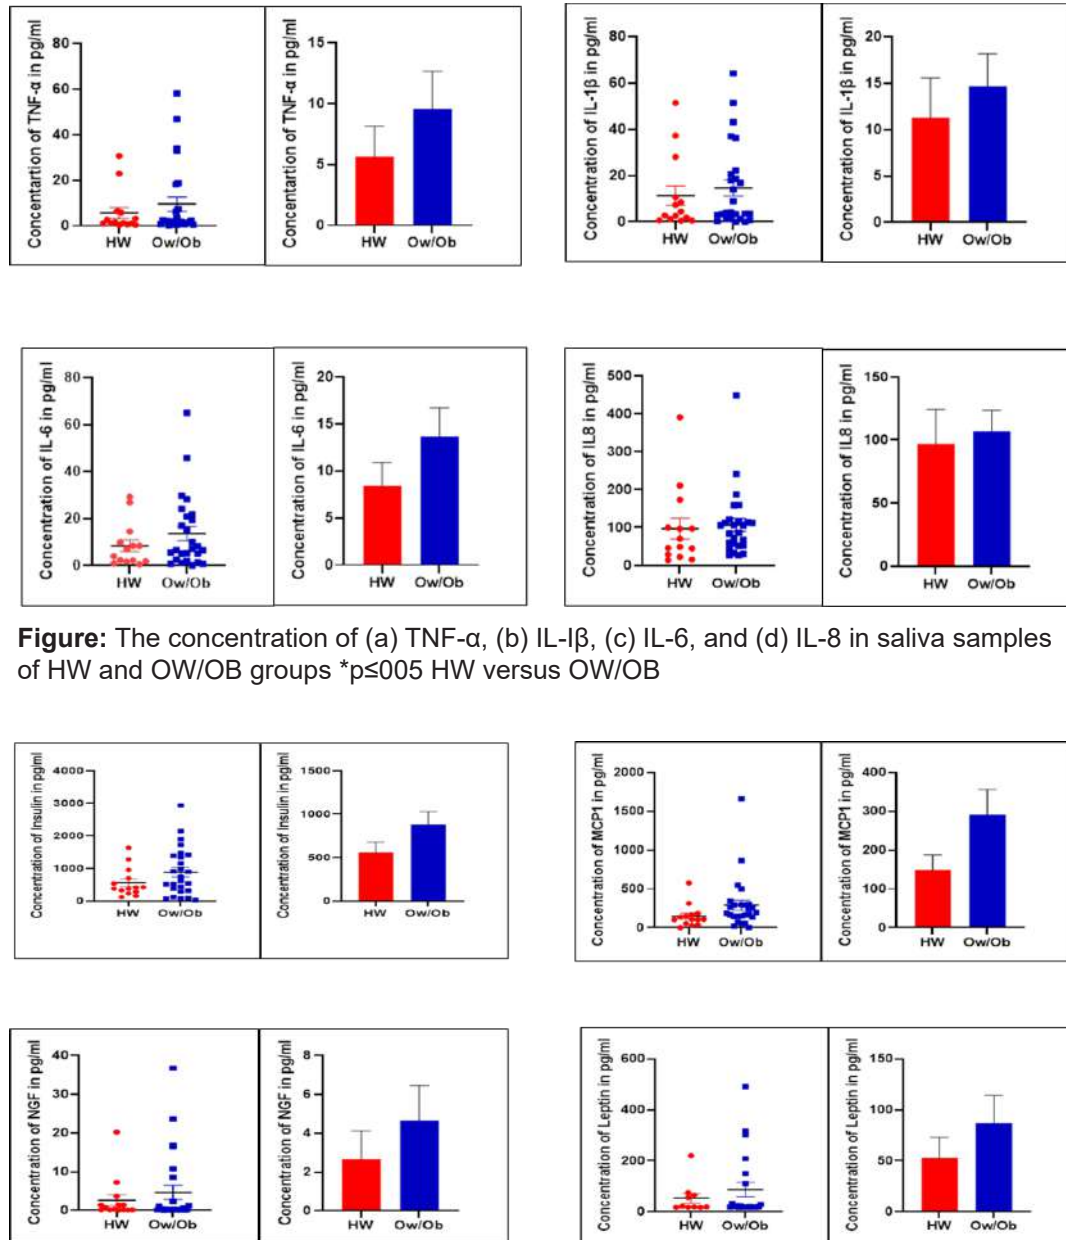 Concentartion of TNF-α in pg/ml
80
60
40
20
0
HW Ow/Ob
Concentartion of TNF-α in pg/ml
15
10
5
0
HW Ow/Ob
Concentration of IL-1β in pg/ml
80
60
40
20
0
HW Ow/Ob
Concentration of IL-1β in pg/ml
20
15
10
5
0
HW Ow/Ob
Concentration of IL-6 in pg/ml
80
60
40
20
0
HW Ow/Ob
Concentration of IL-6 in pg/ml
20
15
10
5
0
HW Ow/Ob
Concentration of IL8 in pg/ml
500
400
300
200
100
0
HW Ow/Ob
Concentration of IL8 in pg/ml
150
100
50
0
HW Ow/Ob
Figure: The concentration of (a) TNF-α, (b) IL-Iβ, (c) IL-6, and (d) IL-8 in saliva samples
of HW and OW/OB groups *p≤005 HW versus OW/OB
Concentration of Insulin in pg/ml
4000
3000
2000
1000
0
HW Ow/Ob
Concentration of Insulin in pg/ml
1500
1000
500
0
HW Ow/Ob
Concentration of MCP1 in pg/ml
2000
1500
1000
500
0
HW Ow/Ob
Concentration of MCP1 in pg/ml
400
300
200
100
0
HW Ow/Ob
Concentration of NGF in pg/ml
40
30
20
10
0
HW Ow/Ob
Concentration of NGF in pg/ml
8
6
4
2
0
HW Ow/Ob
Concentration of Leptin in pg/ml
600
400
200
0
HW Ow/Ob
Concentration of Leptin in pg/ml
150
100
50
0
HW Ow/Ob